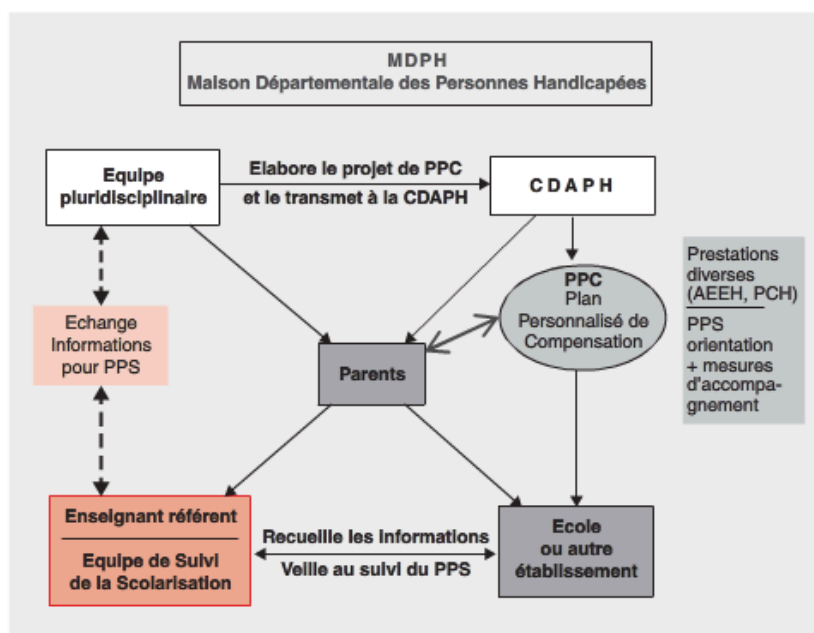 MDPH
Maison Départementale des Personnes Handicapées
Equipe
pluridisciplinaire
Elabore le projet de PPC
et le transmet à la CDAPH
CDAPH
Prestations
diverses
(AEEH, PCH)
PPS
orientation
+ mesures
d'accompa-
gnement
PPC
Plan
Personnalisé de
Compensation
Echange
Informations
pour PPS
Parents
Enseignant référent
Equipe de Suivi
de la Scolarisation
Recueille les Informations
Veille au suivi du PPS
Ecole
ou autre
établissement